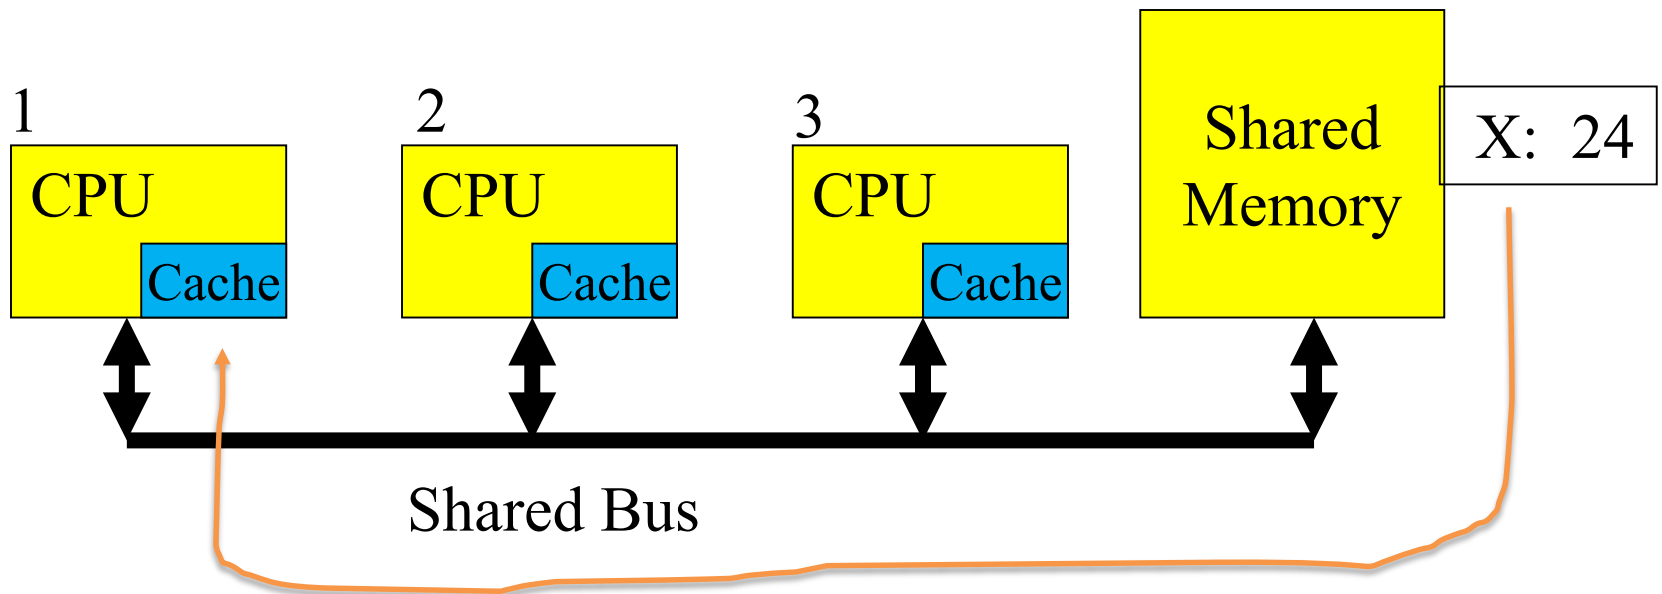 1
CPU
Cache
2
CPU
Cache
3
CPU
Cache
Shared
Memory
X: 24
Shared Bus